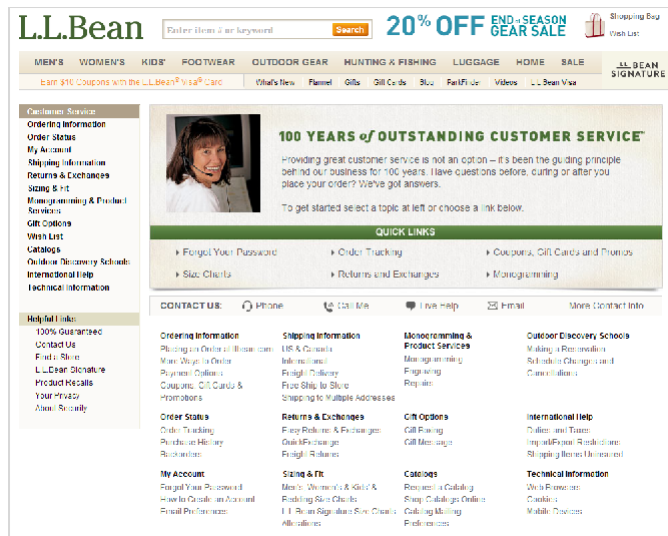 L.L.Bean
Enter item # or keyword
Search
20% OFF END of SEASON GEAR SALE
Shopping Bag
Wish List
MEN'S WOMEN'S KIDS' FOOTWEAR OUTDOOR GEAR HUNTING & FISHING LUGGAGE HOME SALE
L.L.BEAN SIGNATURE
Earn $10 Coupons with the L.L.Bean® Visa® Card
What's New Flannel Gifts Gift Cards Blog ParkFinder Videos L.L.Bean Visa
Customer Service
Ordering Information
Order Status
My Account
Shipping Information
Returns & Exchanges
Sizing & Fit
Monogramming & Product
Services
Gift Options
Wish List
Catalogs
Outdoor Discovery Schools
International Help
Technical Information
Helpful Links
100% Guaranteed
Contact Us
Find a Store
L.L.Bean Signature
Product Recalls
Your Privacy
About Security
100 YEARS of OUTSTANDING CUSTOMER SERVICE™
Providing great customer service is not an option – it's been the guiding principle
behind our business for 100 years. Have questions before, during or after you
place your order? We've got answers.
To get started select a topic at left or choose a link below.
QUICK LINKS
Forgot Your Password
Order Tracking
Coupons, Gift Cards and Promos
Size Charts
Returns and Exchanges
Monogramming
CONTACT US: Phone Call Me Live Help Email More Contact Info
Ordering Information
Placing an Order at llbean.com
More Ways to Order
Payment Options
Coupons, Gift Cards &
Promotions
Shipping Information
US & Canada
International
Freight Delivery
Free Ship to Store
Shipping to Multiple Addresses
Monogramming &
Product Services
Monogramming
Engraving
Repairs
Outdoor Discovery Schools
Making a Reservation
Schedule Changes and
Cancellations
Order Status
Order Tracking
Purchase History
Backorders
Returns & Exchanges
Easy Returns & Exchanges
QuickExchange
Freight Returns
Gift Options
Gift Boxing
Gift Message
International Help
Duties and Taxes
Import/Export Restrictions
Shipping Items Uninsured
My Account
Forgot Your Password
How to Create an Account
Email Preferences
Sizing & Fit
Men's, Women's & Kids' &
Bedding Size Charts
L.L.Bean Signature Size Charts
Alterations
Catalogs
Request a Catalog
Shop Catalogs Online
Catalog Mailing
Preferences
Technical Information
Web Browsers
Cookies
Mobile Devices